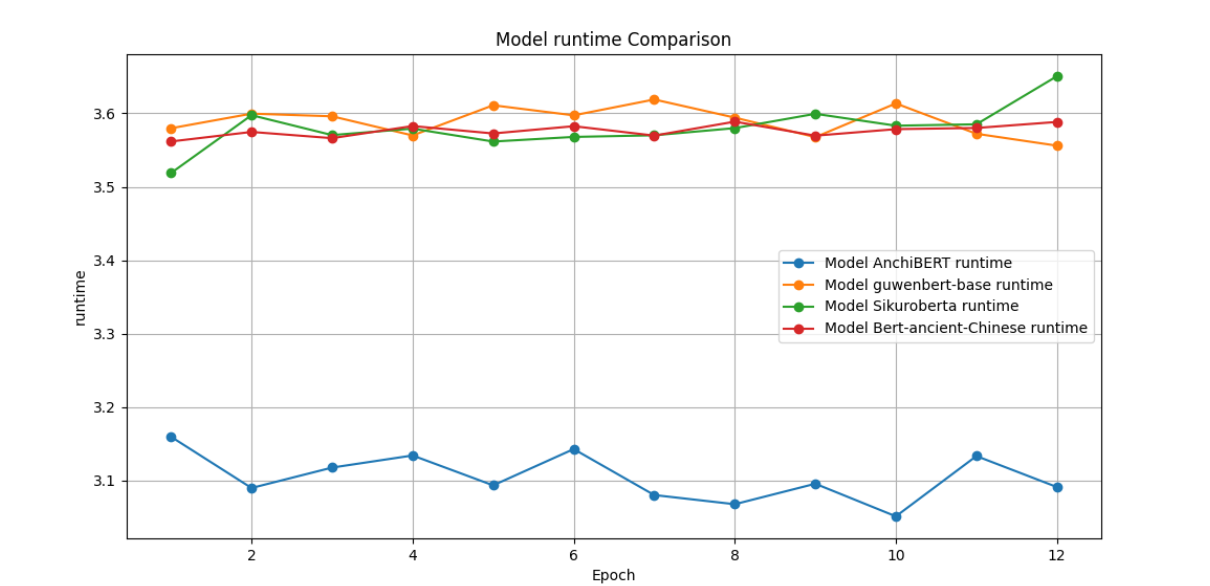 Model runtime Comparison
3.6
3.5
3.4
3.3
3.2
3.1
runtime
Model AnchiBERT runtime
Model guwenbert-base runtime
Model Sikuroberta runtime
Model Bert-ancient-Chinese runtime
2 4 6 8 10 12
Epoch